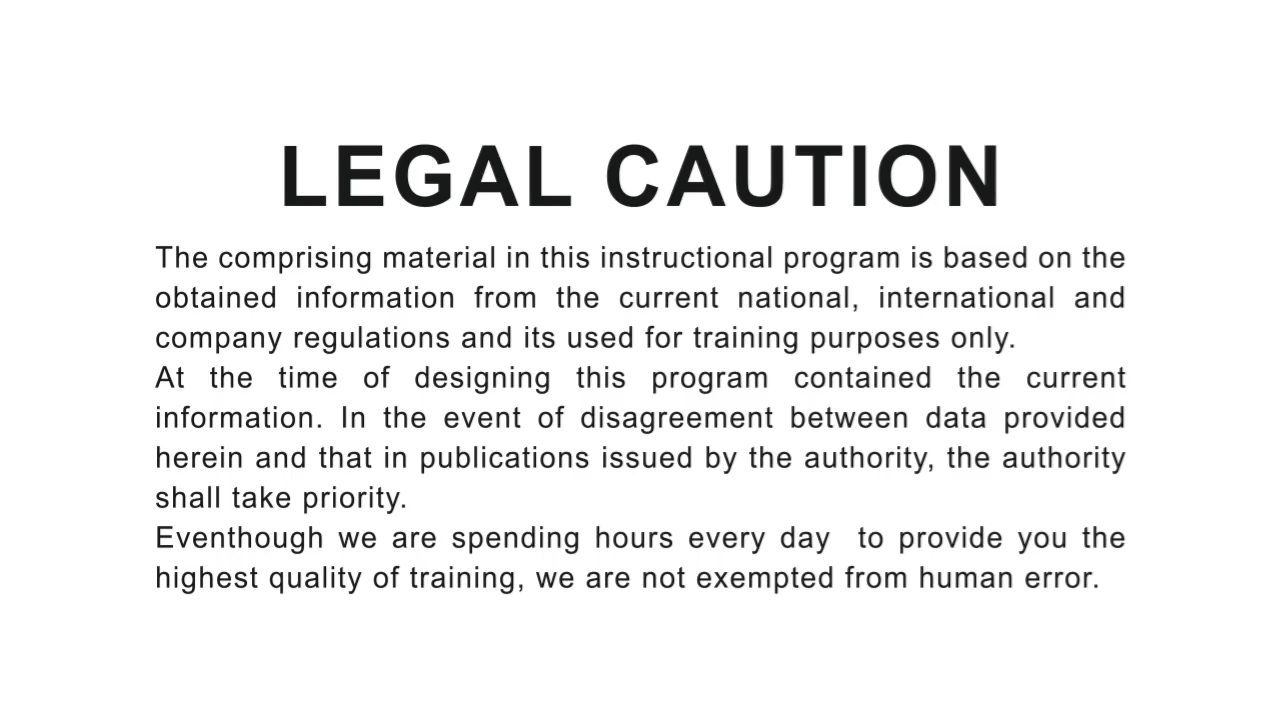 LEGAL CAUTION
The comprising material in this instructional program is based on the
obtained information from the current national, international and
company regulations and its used for training purposes only.
At the time of designing this program contained the current
information. In the event of disagreement between data provided
herein and that in publications issued by the authority, the authority
shall take priority.
Eventhough we are spending hours every day  to provide you the
highest quality of training, we are not exempted from human error.